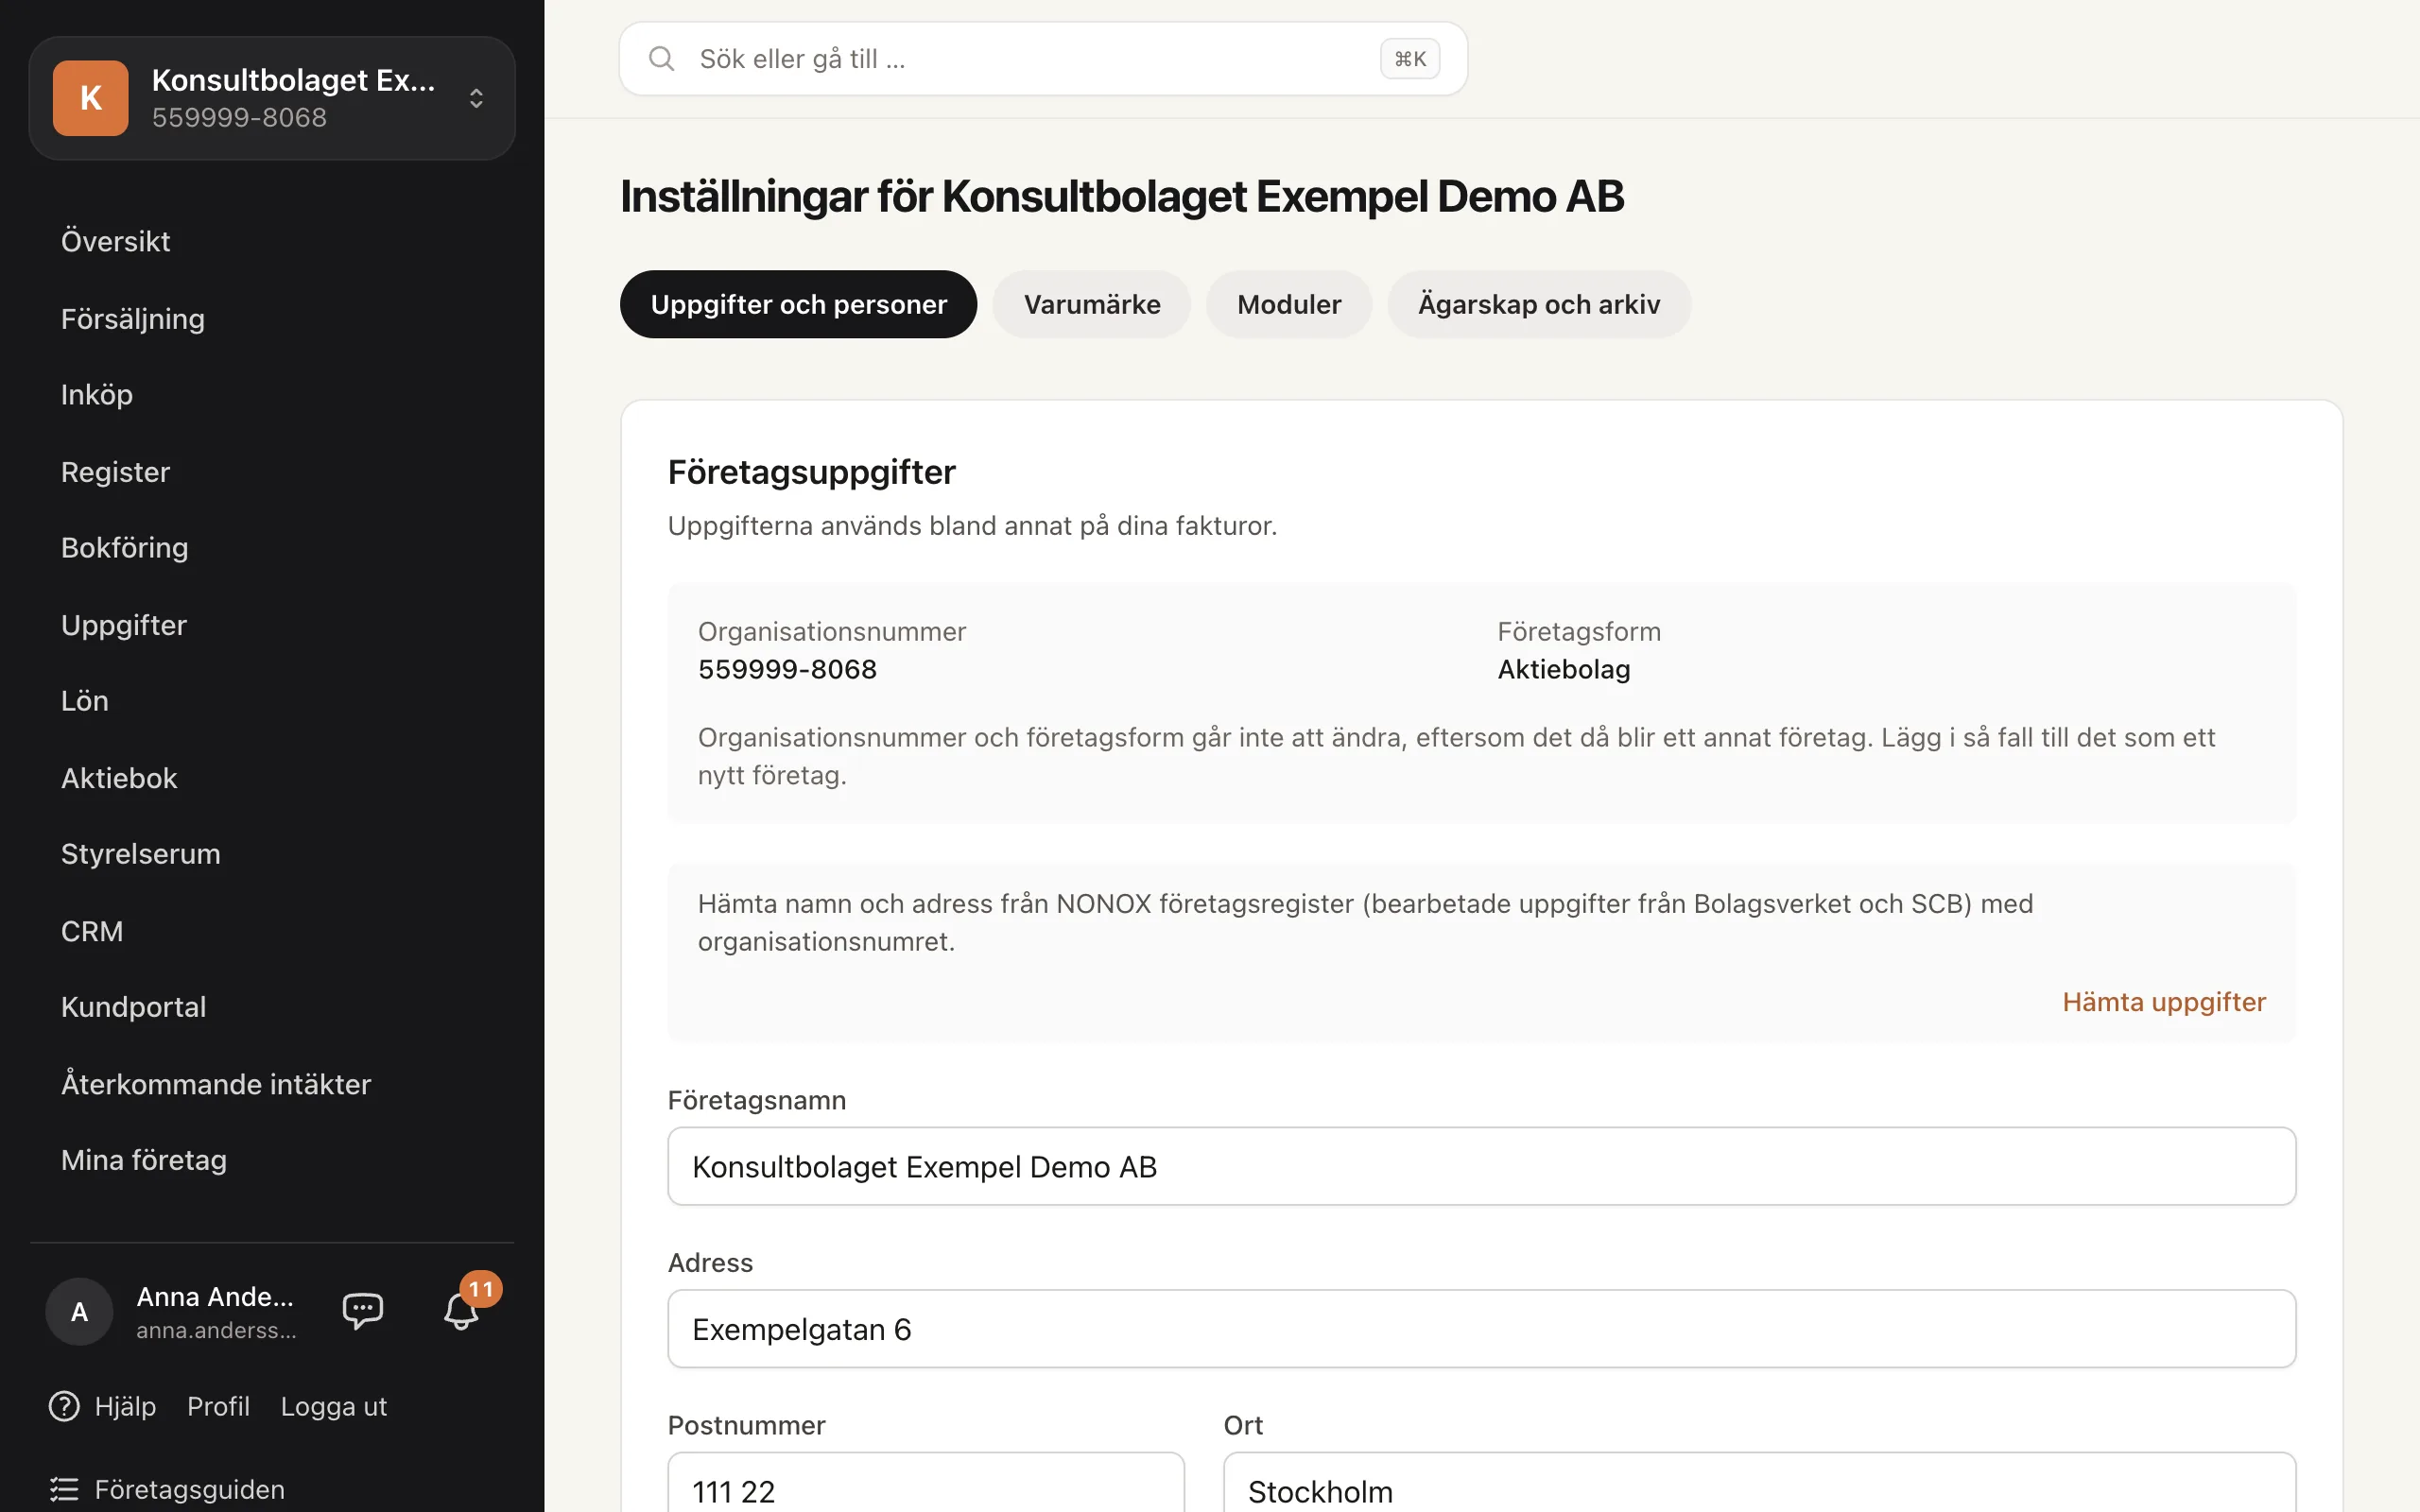 K
Konsultbolaget Ex...
559999-8068
Översikt
Försäljning
Inköp
Register
Bokföring
Uppgifter
Lön
Aktiebok
Styrelserum
CRM
Kundportal
Återkommande intäkter
Mina företag
A
Anna Ande...
anna.anderss...
11
Hjälp
Profil
Logga ut
Företagsguiden
Sök eller gå till ...
⌘K
Inställningar för Konsultbolaget Exempel Demo AB
Uppgifter och personer
Varumärke
Moduler
Ägarskap och arkiv
Företagsuppgifter
Uppgifterna används bland annat på dina fakturor.
Organisationsnummer
559999-8068
Företagsform
Aktiebolag
Organisationsnummer och företagsform går inte att ändra, eftersom det då blir ett annat företag. Lägg i så fall till det som ett
nytt företag.
Hämta namn och adress från NONOX företagsregister (bearbetade uppgifter från Bolagsverket och SCB) med
organisationsnumret.
Hämta uppgifter
Företagsnamn
Konsultbolaget Exempel Demo AB
Adress
Exempelgatan 6
Postnummer
111 22
Ort
Stockholm